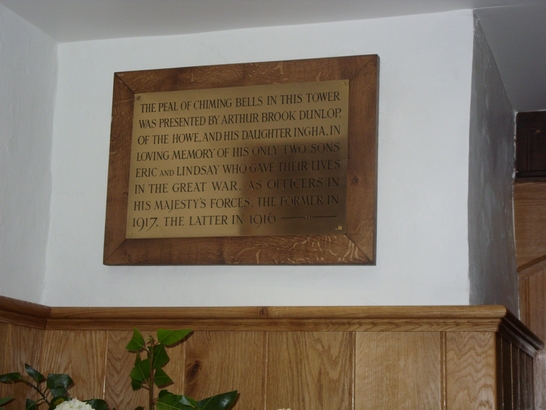 THE PEAL OF CHIMING BELLS IN THIS TOWER
WAS PRESENTED BY ARTHUR BROOK DUNLOP,
OF THE HOWE, AND HIS DAUGHTER INGHA, IN
LOVING MEMORY OF HIS ONLY TWO SONS
ERIC AND LINDSAY WHO GAVE THEIR LIVES
IN THE GREAT WAR, AS OFFICERS IN
HIS MAJESTY'S FORCES, THE FORMER IN
1917, THE LATTER IN